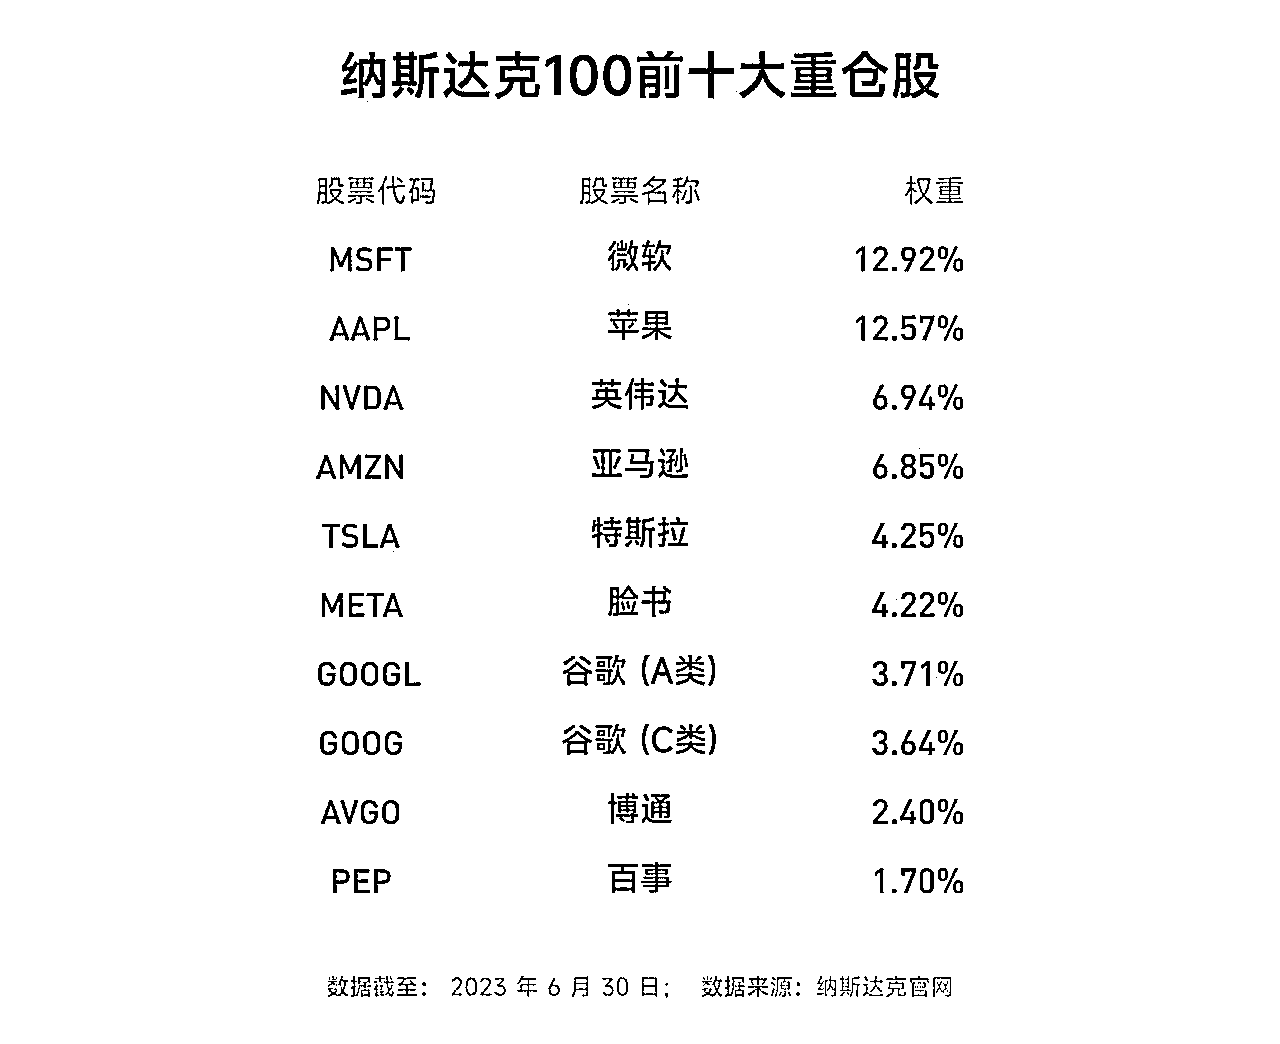 纳斯达克100前十大重仓股
股票代码 股票名称 权重
MSFT 微软 12.92%
AAPL 苹果 12.57%
NVDA 英伟达 6.94%
AMZN 亚马逊 6.85%
TSLA 特斯拉 4.25%
META 脸书 4.22%
GOOGL 谷歌 (A类) 3.71%
GOOG 谷歌 (C类) 3.64%
AVGO 博通 2.40%
PEP 百事 1.70%
数据截至： 2023 年 6 月 30 日； 数据来源：纳斯达克官网